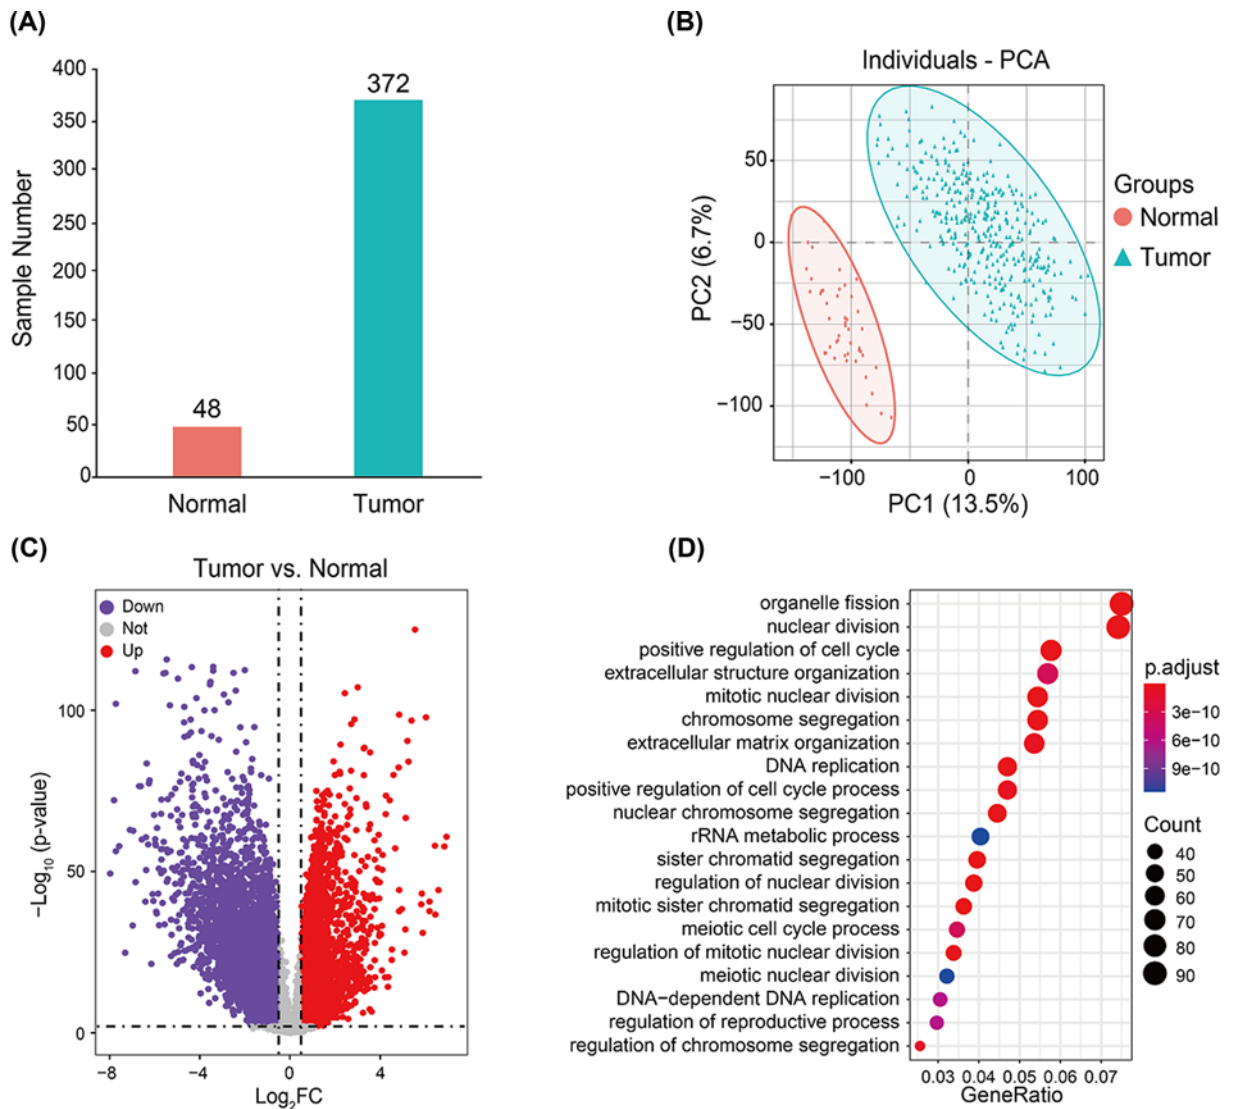 (A)
400
350
300
250
200
150
100
50
0
Sample Number
48
372
Normal
Tumor
(B)
Individuals - PCA
50
0
−50
−100
PC2 (6.7%)
−100
0
100
PC1 (13.5%)
Groups
Normal
Tumor
(C)
Tumor vs. Normal
Down
Not
Up
100
50
0
−Log10 (p-value)
−8
−4
0
4
Log2FC
(D)
organelle fission
nuclear division
positive regulation of cell cycle
extracellular structure organization
mitotic nuclear division
chromosome segregation
extracellular matrix organization
DNA replication
positive regulation of cell cycle process
nuclear chromosome segregation
rRNA metabolic process
sister chromatid segregation
regulation of nuclear division
mitotic sister chromatid segregation
meiotic cell cycle process
regulation of mitotic nuclear division
meiotic nuclear division
DNA−dependent DNA replication
regulation of reproductive process
regulation of chromosome segregation
0.03 0.04 0.05 0.06 0.07
GeneRatio
p.adjust
3e−10
6e−10
9e−10
Count
40
50
60
70
80
90